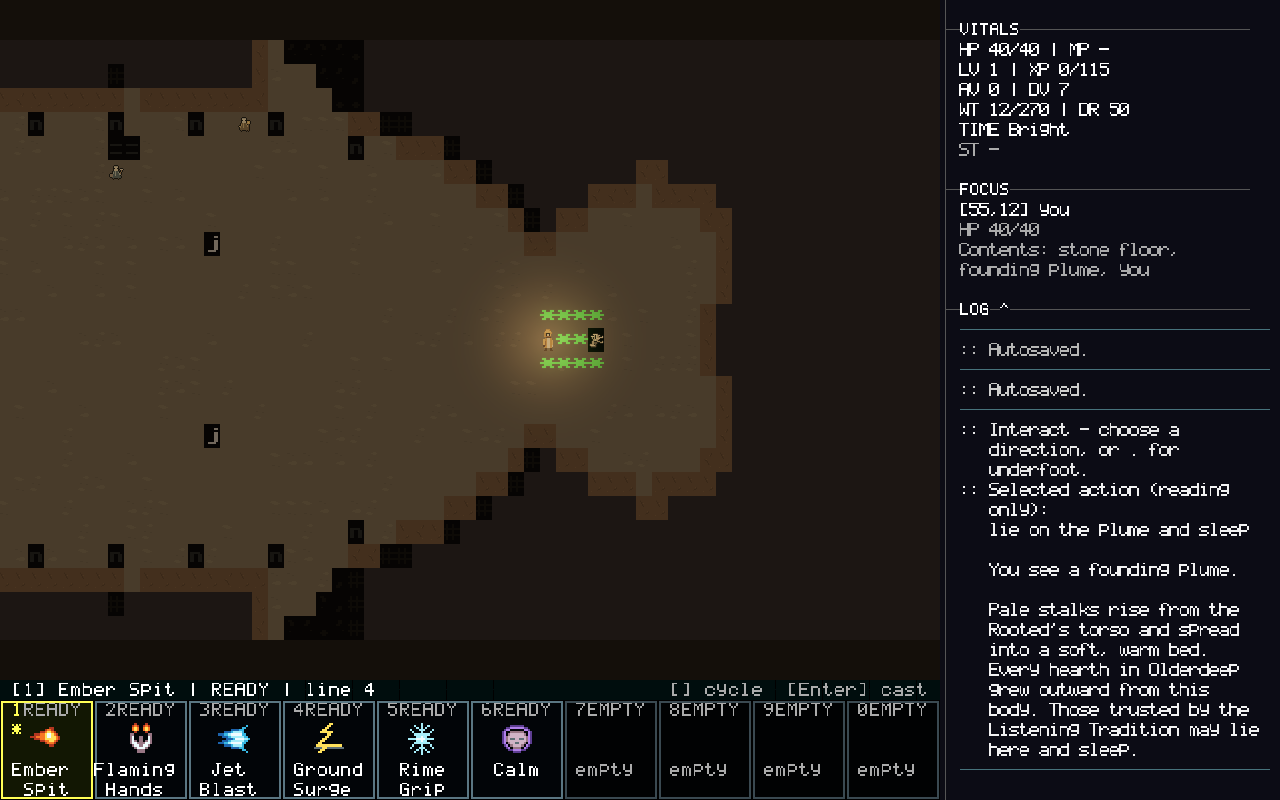 VITALS
HP 40/40 | MP -
LV 1 | XP 0/115
AV 0 | DV 7
WT 12/270 | DR 50
TIME Bright
ST -
FOCUS
[55,12] You
HP 40/40
Contents: stone floor,
founding Plume, You
LOG ^
:: Autosaved.
:: Autosaved.
:: Interact - choose a
direction, or . for
underfoot.
:: Selected action (reading
only):
lie on the Plume and sleep
You see a founding Plume.
Pale stalks rise from the
Rooted's torso and spread
into a soft, warm bed.
Every hearth in Olderdeep
grew outward from this
body. Those trusted by the
Listening Tradition may lie
here and sleep.
n n n n
n
==
j
j
n
n n n n
[1] Ember Spit | READY | line 4 [] cycle [Enter] cast
1READY 2READY 3READY 4READY 5READY 6READY 7EMPTY 8EMPTY 9EMPTY 0EMPTY
*
Ember Flaming Jet Ground Rime Calm empty empty empty empty
Spit Hands Blast Surge Grip